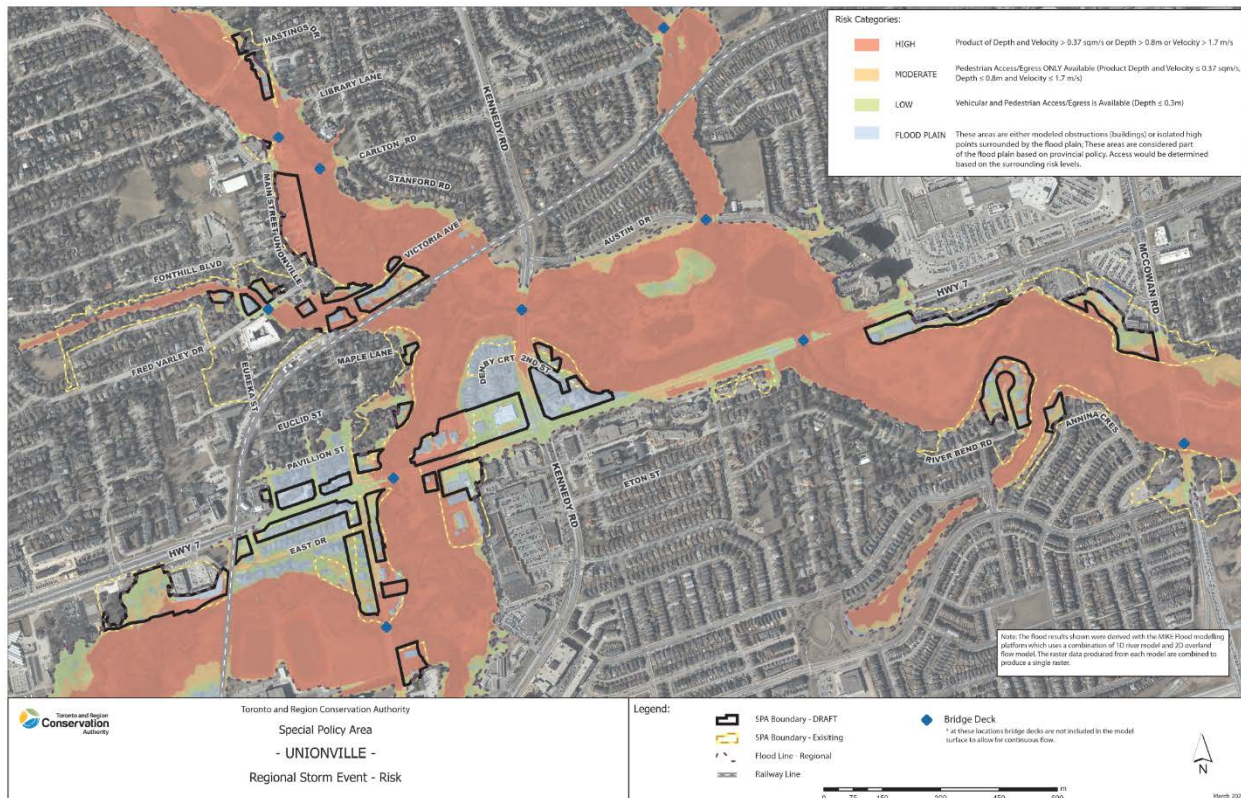 Risk Categories:
HIGH Product of Depth and Velocity > 0.37 sqm/s or Depth > 0.8m or Velocity > 1.7 m/s
MODERATE Pedestrian Access/Egress ONLY Available (Product Depth and Velocity ≤ 0.37 sqm/s,
Depth ≤ 0.8m and Velocity ≤ 1.7 m/s)
LOW Vehicular and Pedestrian Access/Egress is Available (Depth ≤ 0.3m)
FLOOD PLAIN These areas are either modeled obstructions (buildings) or isolated high
points surrounded by the flood plain; These areas are considered part
of the flood plain based on provincial policy. Access would be determined
based on the surrounding risk levels.
HASTINGS DR
LIBRARY LANE
KENNEDY RD
CARLTON RD
STANFORD RD
MAIN STREET UNIONVILLE
VICTORIA AVE
AUSTIN DR
MCCOWAN RD
FONTHILL BLVD
HWY 7
FRED VARLEY DR
EUREKA ST
MAPLE LANE
DENBY CRT
2ND ST
EUCLID ST
PAVILLION ST
RIVER BEND RD
ANNINA CRES
ETON ST
KENNEDY RD
HWY 7
EAST DR
Note: The flood results shown were derived with the MIKE Flood modelling
platform which uses a combination of 1D river model and 2D overland
flow model. The raster data produced from each model are combined to
produce a single raster.
Toronto and Region
Conservation
Authority
Toronto and Region Conservation Authority
Special Policy Area
- UNIONVILLE -
Regional Storm Event - Risk
Legend:
SPA Boundary - DRAFT
SPA Boundary - Exisiting
Flood Line - Regional
Railway Line
Bridge Deck
* at these locations bridge decks are not included in the model
surface to allow for continuous flow.
N
m
0 75 150 300 450 600
March, 202